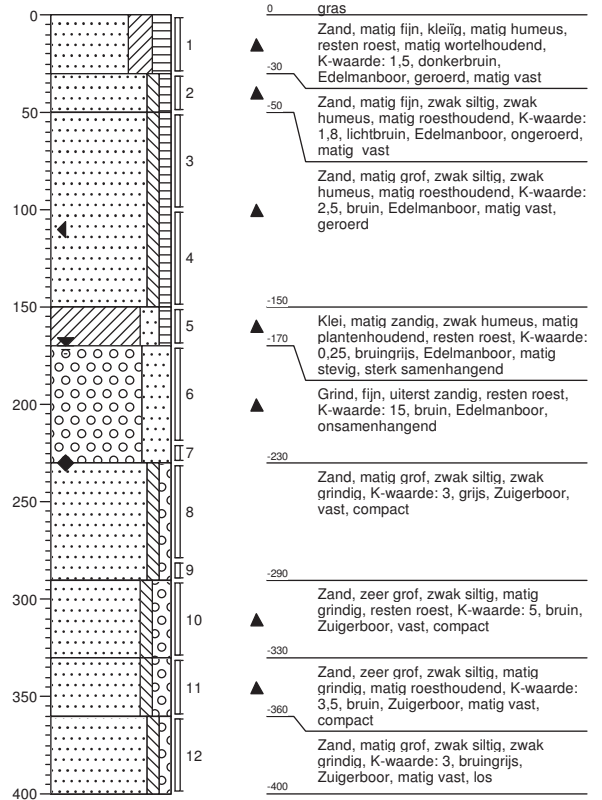 0
50
100
150
200
250
300
350
400
1
2
3
4
5
6
7
8
9
10
11
12
0
gras
Zand, matig fijn, kleiïg, matig humeus,
resten roest, matig wortelhoudend,
K-waarde: 1,5, donkerbruin,
Edelmanboor, geroerd, matig vast
-30
Zand, matig fijn, zwak siltig, zwak
humeus, matig roesthoudend, K-waarde:
1,8, lichtbruin, Edelmanboor, ongeroerd,
matig vast
-50
Zand, matig grof, zwak siltig, zwak
humeus, matig roesthoudend, K-waarde:
2,5, bruin, Edelmanboor, matig vast,
geroerd
-150
Klei, matig zandig, zwak humeus, matig
plantenhoudend, resten roest, K-waarde:
0,25, bruingrijs, Edelmanboor, matig
stevig, sterk samenhangend
-170
Grind, fijn, uiterst zandig, resten roest,
K-waarde: 15, bruin, Edelmanboor,
onsamenhangend
-230
Zand, matig grof, zwak siltig, zwak
grindig, K-waarde: 3, grijs, Zuigerboor,
vast, compact
-290
Zand, zeer grof, zwak siltig, matig
grindig, resten roest, K-waarde: 5, bruin,
Zuigerboor, vast, compact
-330
Zand, zeer grof, zwak siltig, matig
grindig, matig roesthoudend, K-waarde:
3,5, bruin, Zuigerboor, matig vast,
compact
-360
Zand, matig grof, zwak siltig, zwak
grindig, K-waarde: 3, bruingrijs,
Zuigerboor, matig vast, los
-400